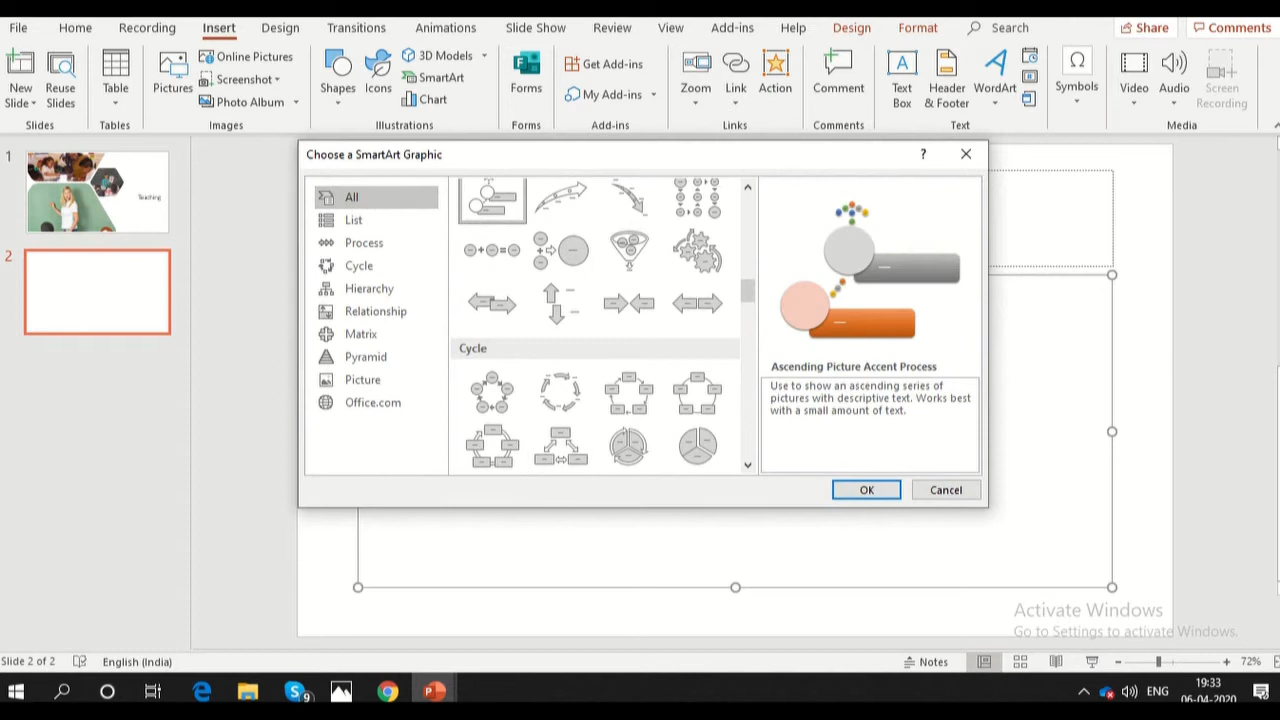 File Home Recording Insert Design Transitions Animations Slide Show Review View Add-ins Help Design Format Search Share Comments
New Slide
Reuse Slides
Slides
Table
Tables
Pictures
Online Pictures
Screenshot
Photo Album
Images
Shapes
Icons
3D Models
SmartArt
Chart
Illustrations
Forms
Forms
Get Add-ins
My Add-ins
Add-ins
Zoom
Link
Action
Links
Comment
Comments
Text Box
Header & Footer
WordArt
Text
Symbols
Video
Audio
Screen Recording
Media
1
Teaching
2
Choose a SmartArt Graphic
?
All
List
Process
Cycle
Hierarchy
Relationship
Matrix
Pyramid
Picture
Office.com
Cycle
Ascending Picture Accent Process
Use to show an ascending series of
pictures with descriptive text. Works best
with a small amount of text.
OK Cancel
Activate Windows
Go to Settings to activate Windows.
Slide 2 of 2 English (India) Notes 72%
9
ENG
19:33
06-04-2020